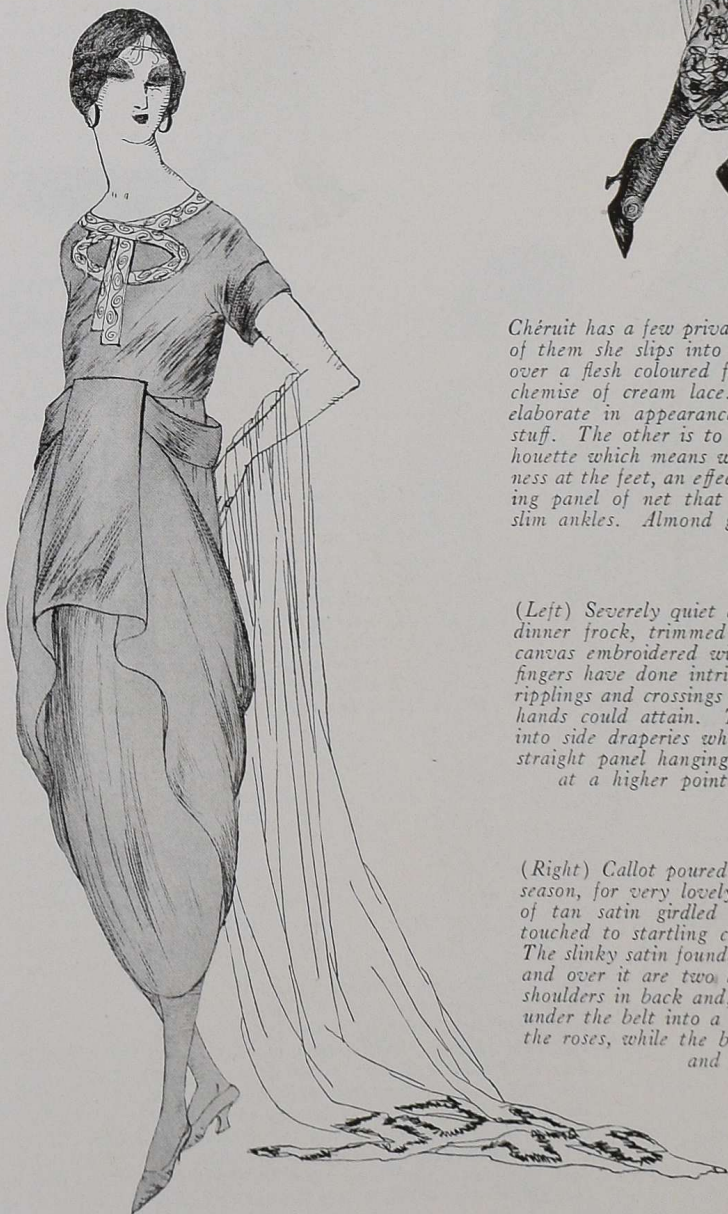 Chéruit has a few priva
of them she slips into
over a flesh coloured f
chemise of cream lace.
elaborate in appearanc
stuff. The other is to
houette which means w
ness at the feet, an effec
ing panel of net that
slim ankles. Almond g
(Left) Severely quiet
dinner frock, trimmed
canvas embroidered wi
fingers have done intri
ripplings and crossings
hands could attain. T
into side draperies wh
straight panel hanging
at a higher point
(Right) Callot poured
season, for very lovely
of tan satin girdled
touched to startling c
The slinky satin found
and over it are two
shoulders in back and,
under the belt into a
the roses, while the b
and